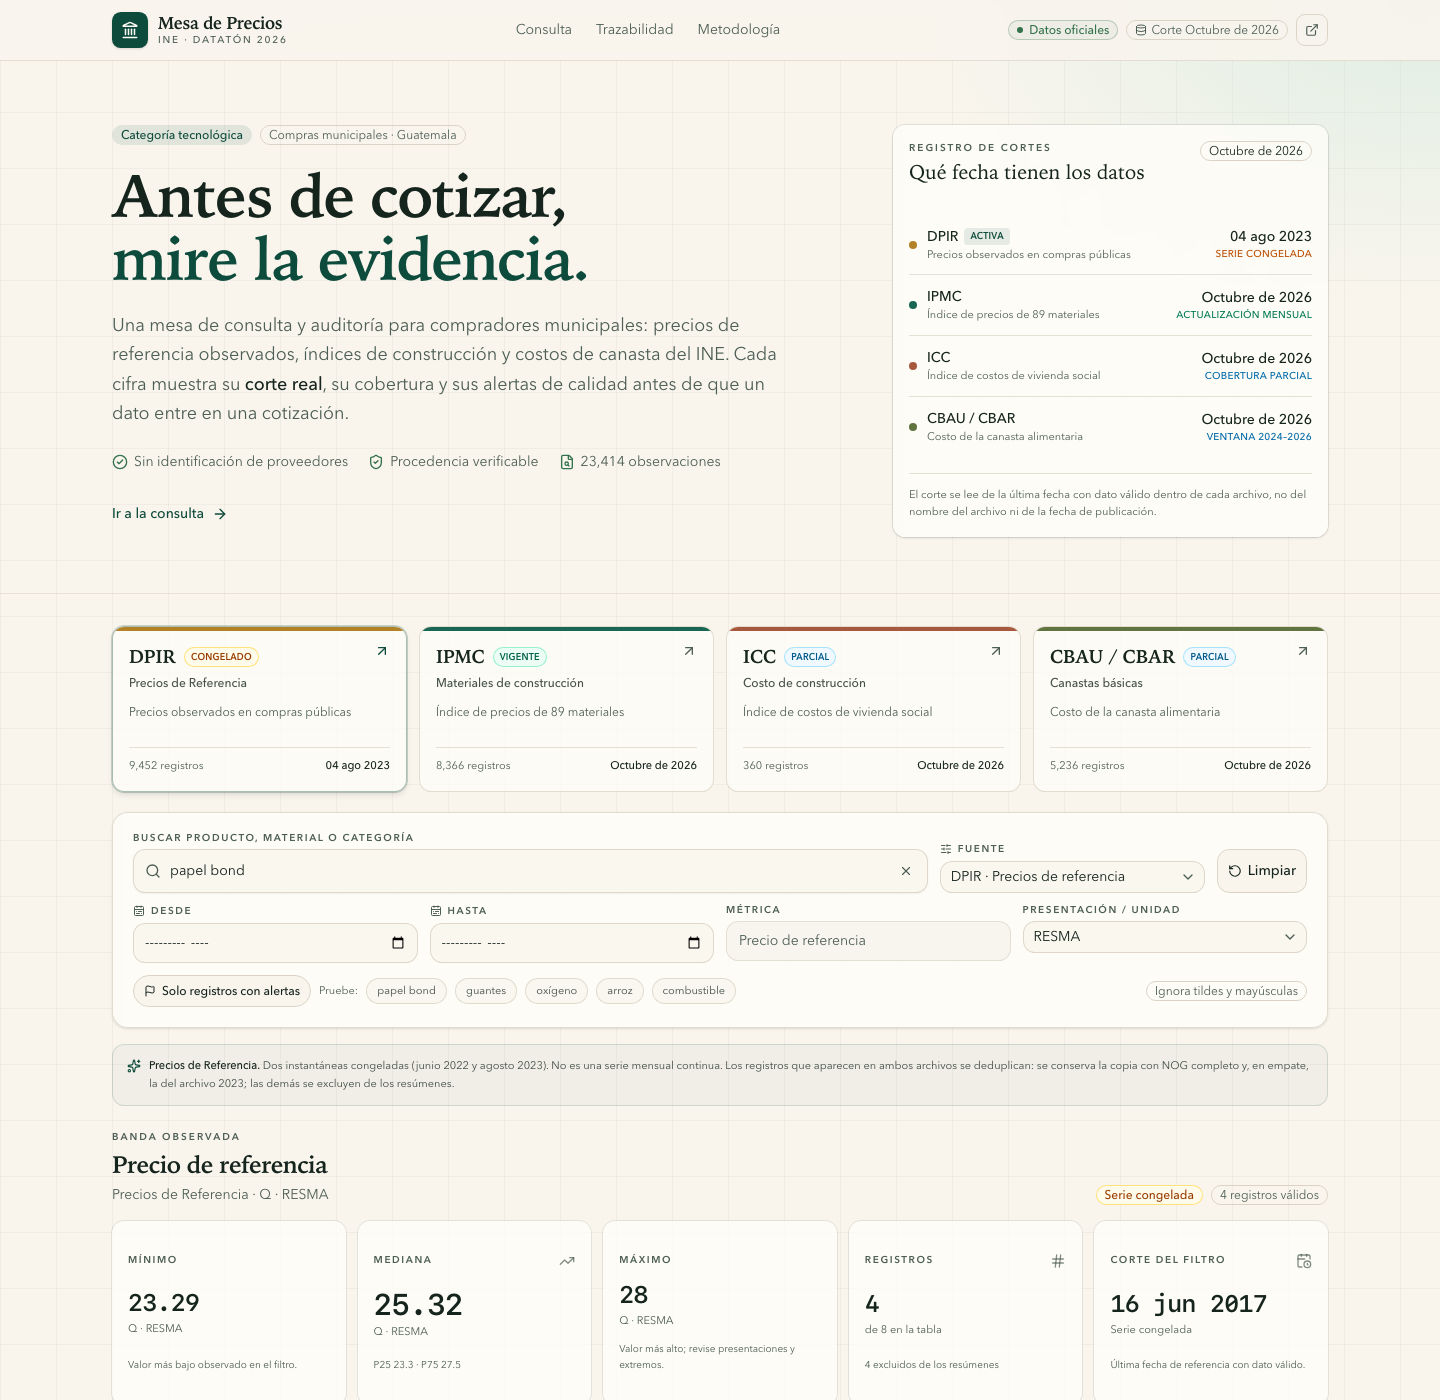 Mesa de Precios
INE · DATATÓN 2026
Consulta
Trazabilidad
Metodología
Datos oficiales
Corte Octubre de 2026
Categoría tecnológica
Compras municipales · Guatemala
Antes de cotizar,
mire la evidencia.
Una mesa de consulta y auditoría para compradores municipales: precios de
referencia observados, índices de construcción y costos de canasta del INE. Cada
cifra muestra su corte real, su cobertura y sus alertas de calidad antes de que un
dato entre en una cotización.
Sin identificación de proveedores
Procedencia verificable
23,414 observaciones
Ir a la consulta
REGISTRO DE CORTES
Octubre de 2026
Qué fecha tienen los datos
DPIR ACTIVA
04 ago 2023
Precios observados en compras públicas
SERIE CONGELADA
IPMC
Octubre de 2026
Índice de precios de 89 materiales
ACTUALIZACIÓN MENSUAL
ICC
Octubre de 2026
Índice de costos de vivienda social
COBERTURA PARCIAL
CBAU / CBAR
Octubre de 2026
Costo de la canasta alimentaria
VENTANA 2024–2026
El corte se lee de la última fecha con dato válido dentro de cada archivo, no del
nombre del archivo ni de la fecha de publicación.
DPIR CONGELADO
Precios de Referencia
Precios observados en compras públicas
9,452 registros
04 ago 2023
IPMC VIGENTE
Materiales de construcción
Índice de precios de 89 materiales
8,366 registros
Octubre de 2026
ICC PARCIAL
Costo de construcción
Índice de costos de vivienda social
360 registros
Octubre de 2026
CBAU / CBAR PARCIAL
Canastas básicas
Costo de la canasta alimentaria
5,236 registros
Octubre de 2026
BUSCAR PRODUCTO, MATERIAL O CATEGORÍA
papel bond
FUENTE
DPIR · Precios de referencia
Limpiar
DESDE
--------- ----
HASTA
--------- ----
MÉTRICA
Precio de referencia
PRESENTACIÓN / UNIDAD
RESMA
Solo registros con alertas
Pruebe:
papel bond
guantes
oxígeno
arroz
combustible
Ignora tildes y mayúsculas
Precios de Referencia. Dos instantáneas congeladas (junio 2022 y agosto 2023). No es una serie mensual continua. Los registros que aparecen en ambos archivos se deduplican: se conserva la copia con NOG completo y, en empate,
la del archivo 2023; las demás se excluyen de los resúmenes.
BANDA OBSERVADA
Precio de referencia
Precios de Referencia · Q · RESMA
Serie congelada
4 registros válidos
MÍNIMO
23.29
Q · RESMA
Valor más bajo observado en el filtro.
MEDIANA
25.32
Q · RESMA
P25 23.3 · P75 27.5
MÁXIMO
28
Q · RESMA
Valor más alto; revise presentaciones y
extremos.
REGISTROS
4
de 8 en la tabla
4 excluidos de los resúmenes
CORTE DEL FILTRO
16 jun 2017
Serie congelada
Última fecha de referencia con dato válido.